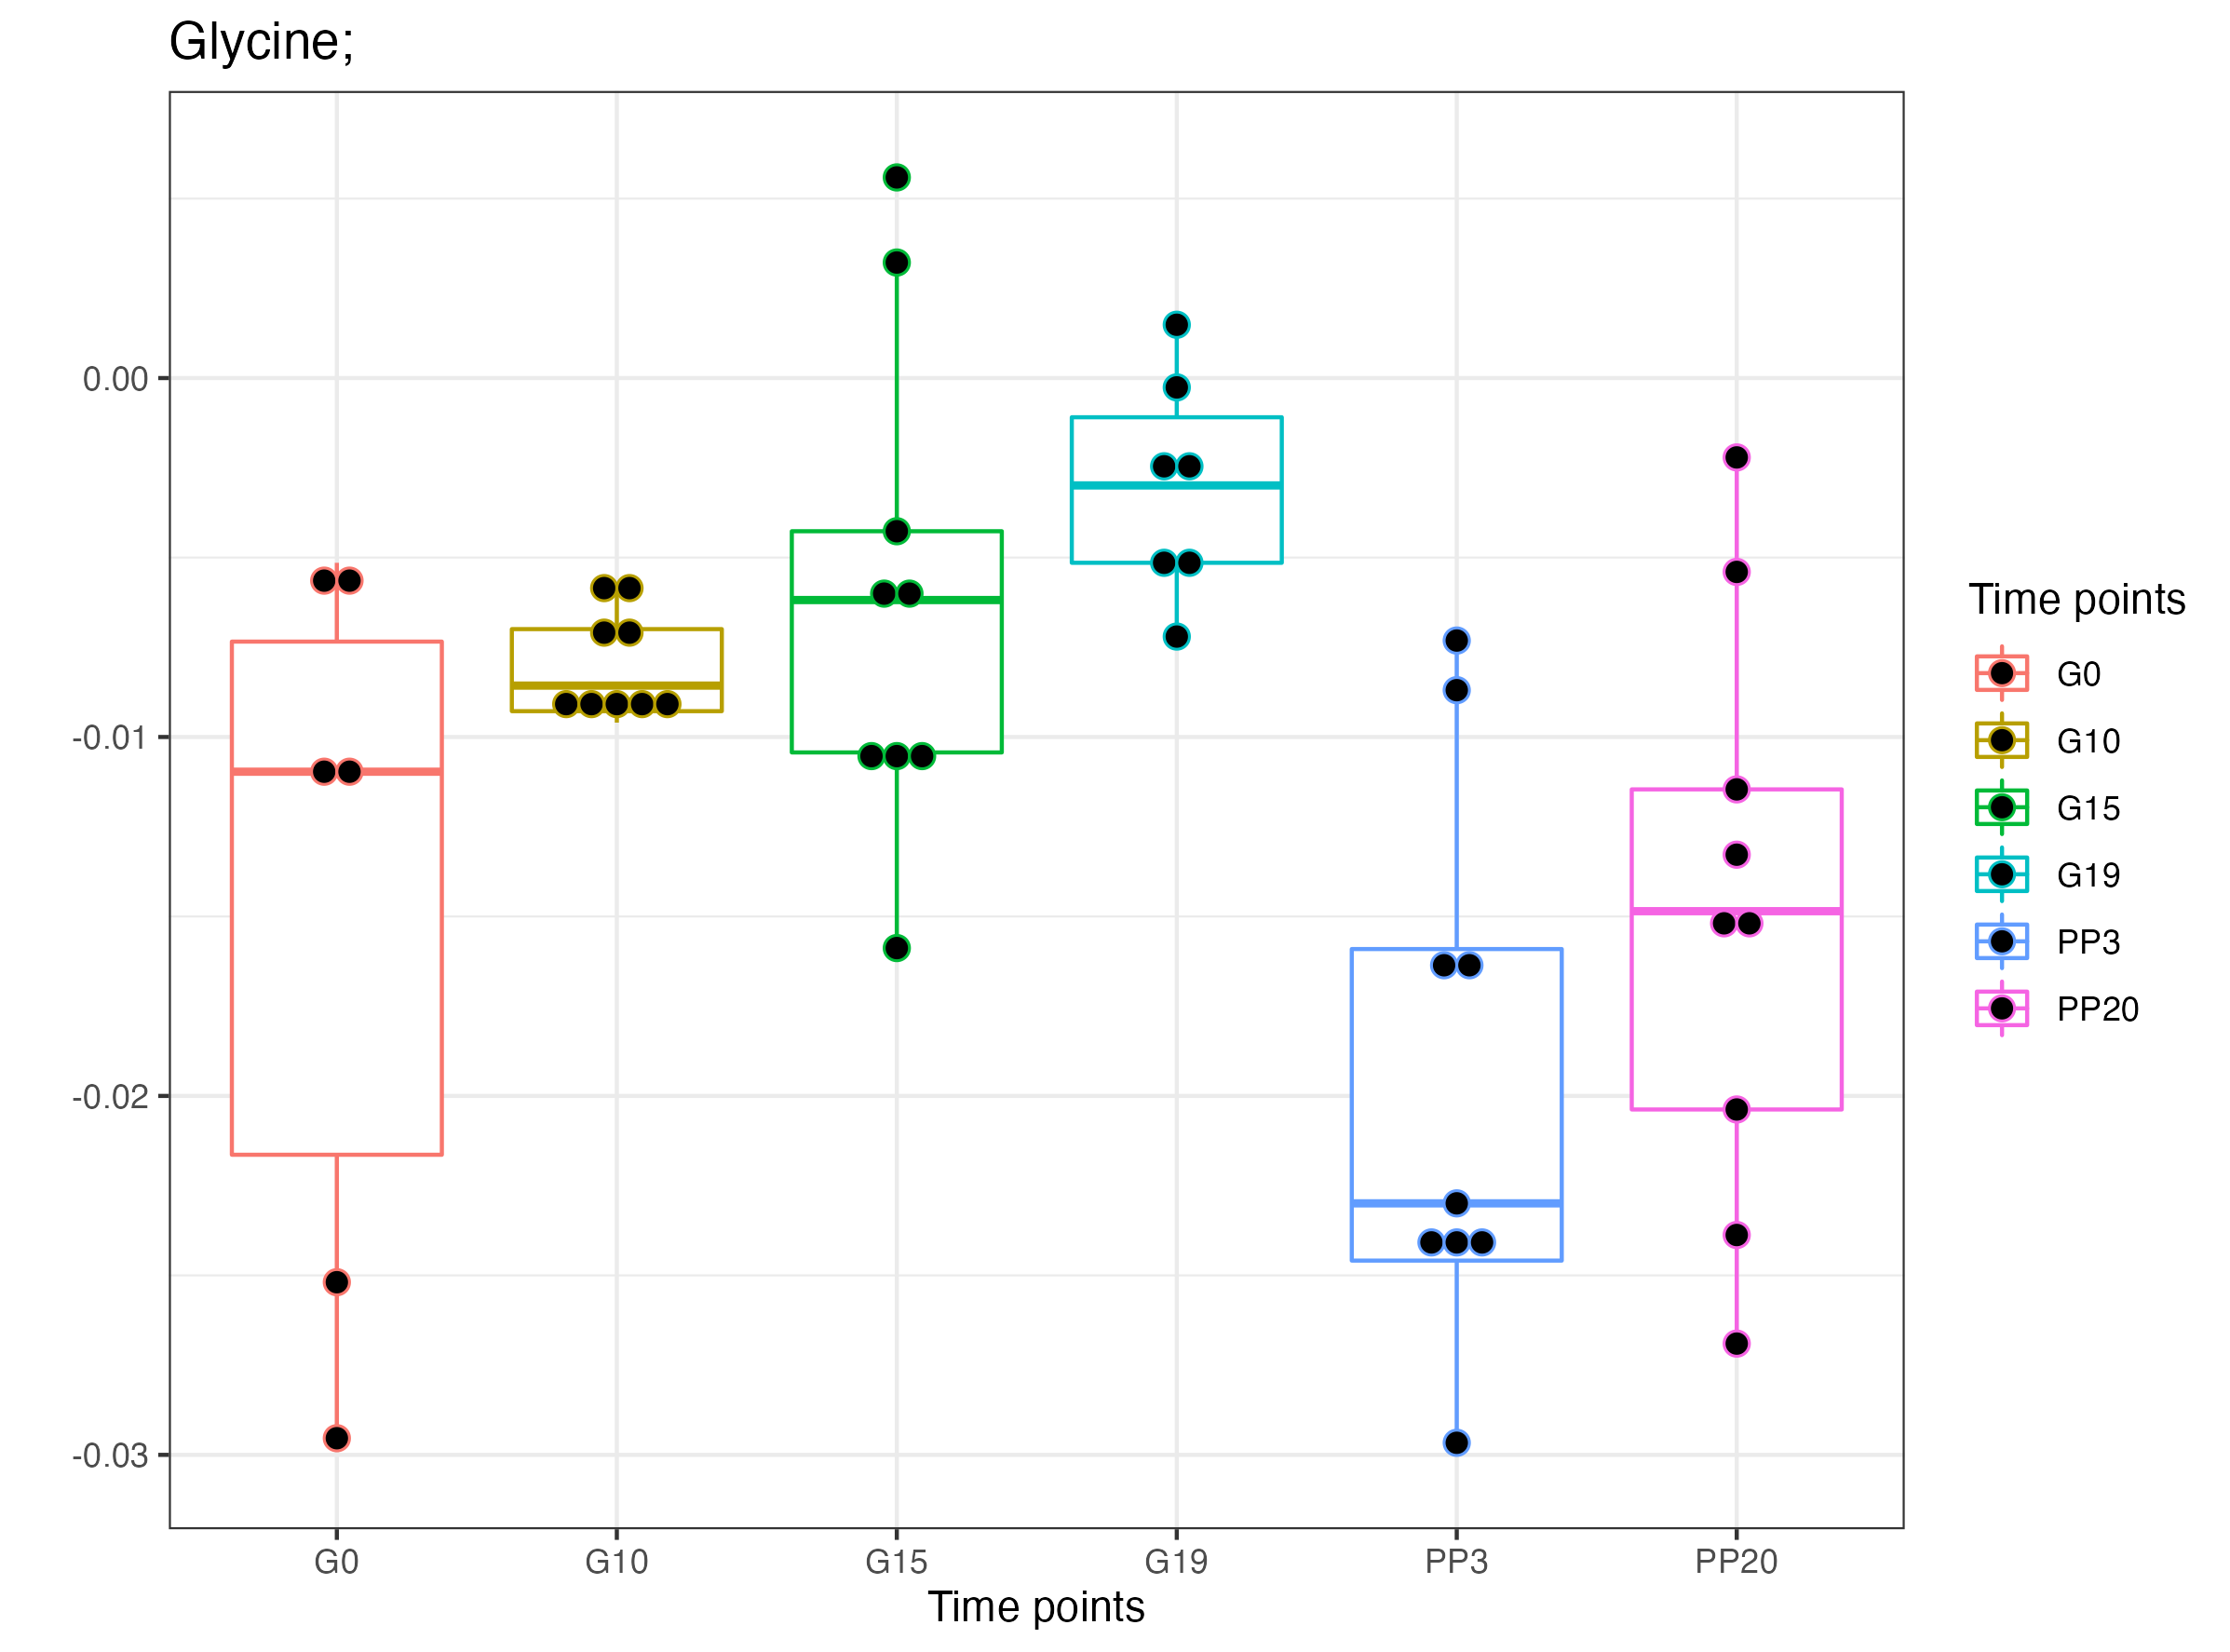 Glycine;
0.00
-0.01
-0.02
-0.03
G0 G10 G15 G19 PP3 PP20
Time points
Time points
G0
G10
G15
G19
PP3
PP20